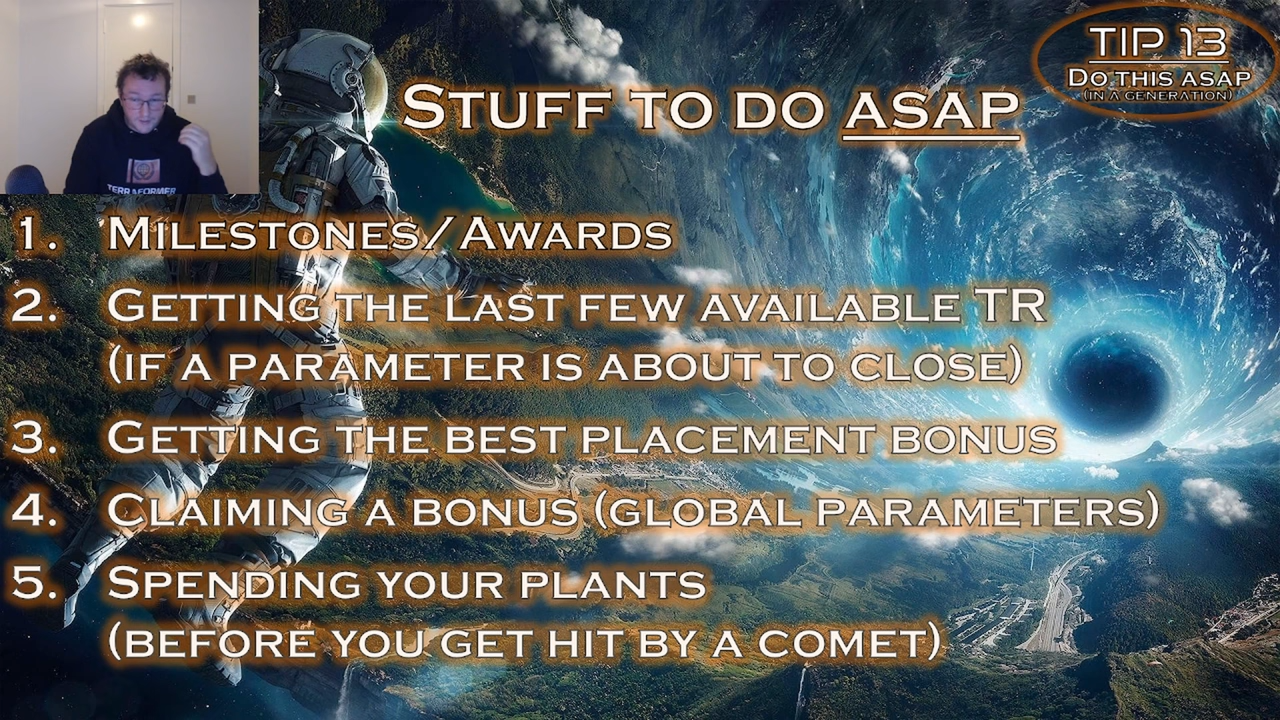 TIP 13
DO THIS ASAP
(IN A GENERATION)
STUFF TO DO ASAP
TERRAFORMER
1. MILESTONES/AWARDS
2. GETTING THE LAST FEW AVAILABLE TR
(IF A PARAMETER IS ABOUT TO CLOSE)
3. GETTING THE BEST PLACEMENT BONUS
4. CLAIMING A BONUS (GLOBAL PARAMETERS)
5. SPENDING YOUR PLANTS
(BEFORE YOU GET HIT BY A COMET)